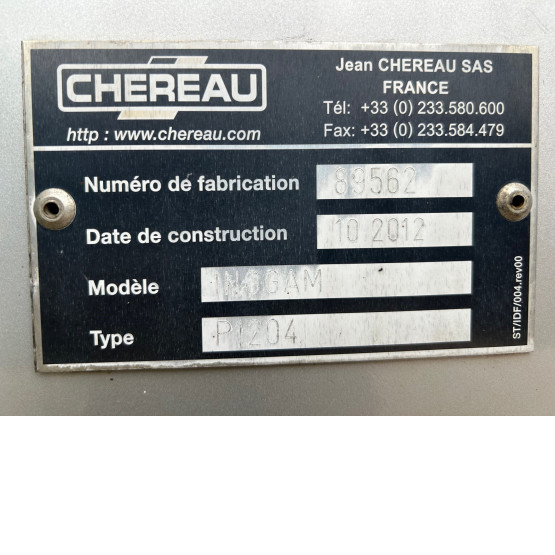 CHEREAU
http : www.chereau.com
Jean CHEREAU SAS
FRANCE
Tél: +33 (0) 233.580.600
Fax: +33 (0) 233.584.479
Numéro de fabrication 89562
Date de construction 10 2012
Modèle INOGAM
Type P1204
ST/IDF/004.rev00